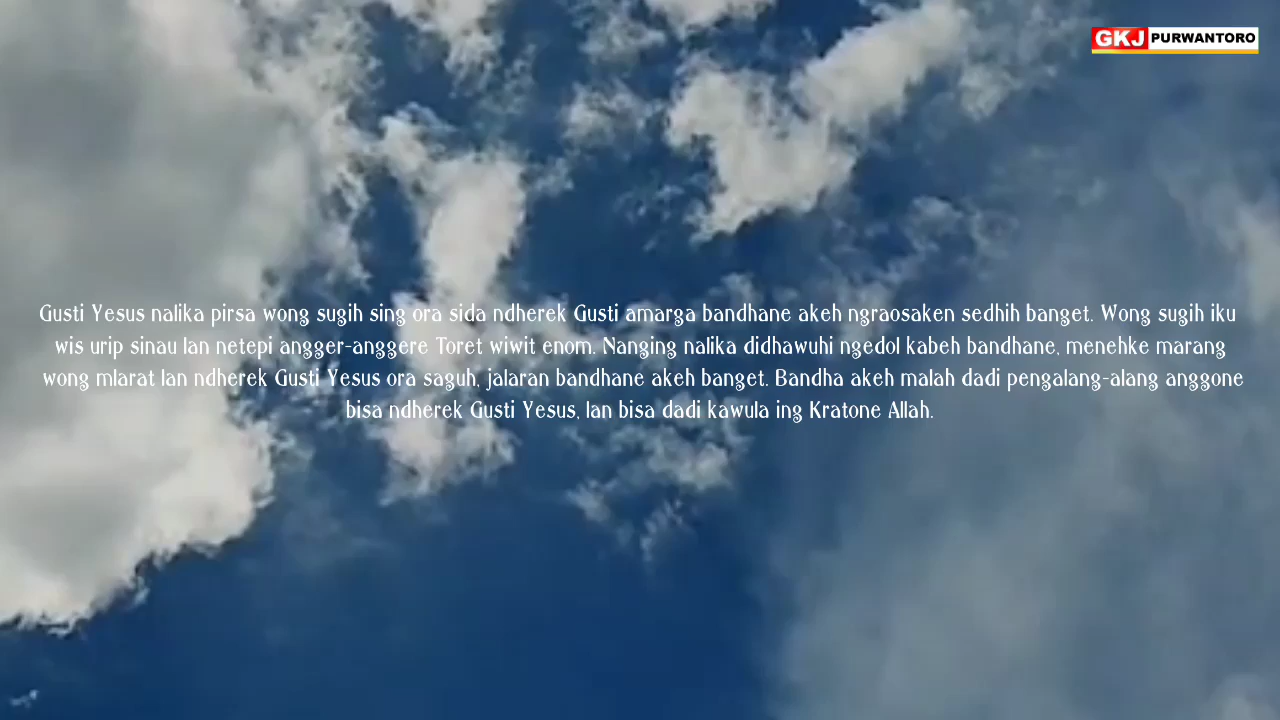 GKJ PURWANTORO
Gusti Yesus nalika pirsa wong sugih sing ora sida ndherek Gusti amarga bandhane akeh ngraosaken sedhih banget. Wong sugih iku
wis urip sinau lan netepi angger-anggere Toret wiwit enom. Nanging nalika didhawuhi ngedol kabeh bandhane, menehke marang
wong mlarat lan ndherek Gusti Yesus ora saguh, jalaran bandhane akeh banget. Bandha akeh malah dadi pengalang-alang anggone
bisa ndherek Gusti Yesus, lan bisa dadi kawula ing Kratone Allah.